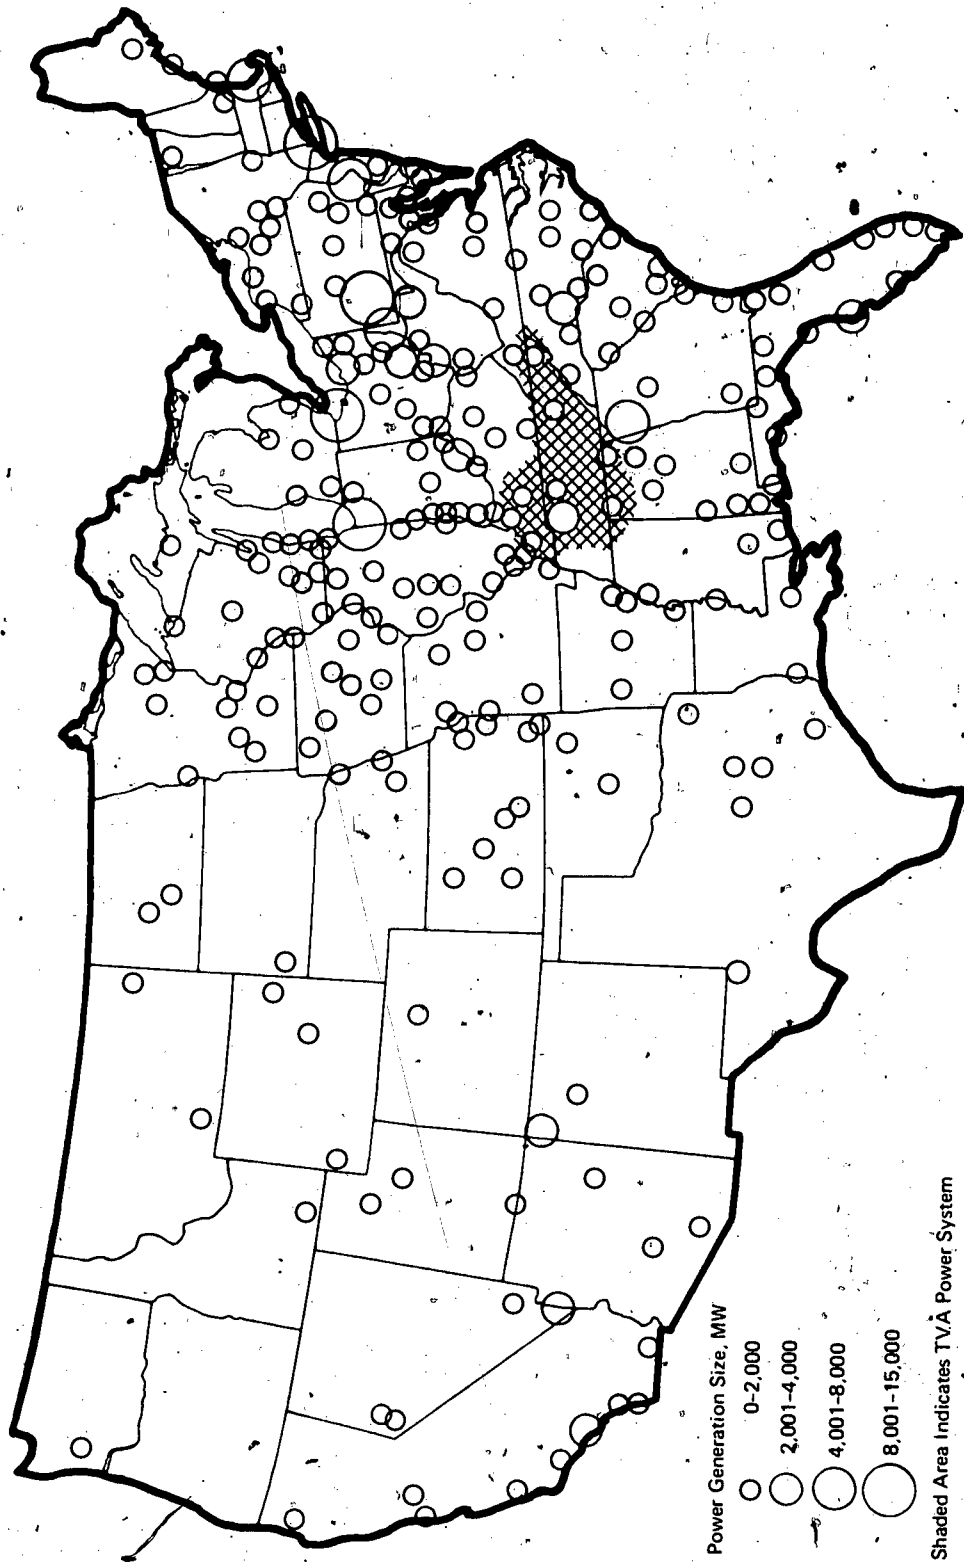 Power Generation Size, MW
0-2,000
2,001-4,000
4,001-8,000
8,001-15,000
Shaded Area Indicates TVA Power System